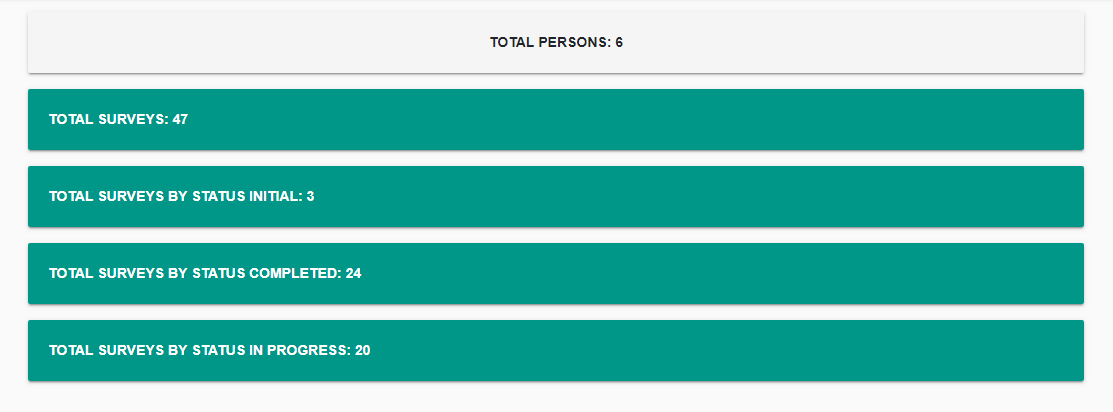 TOTAL PERSONS: 6
TOTAL SURVEYS: 47
TOTAL SURVEYS BY STATUS INITIAL: 3
TOTAL SURVEYS BY STATUS COMPLETED: 24
TOTAL SURVEYS BY STATUS IN PROGRESS: 20